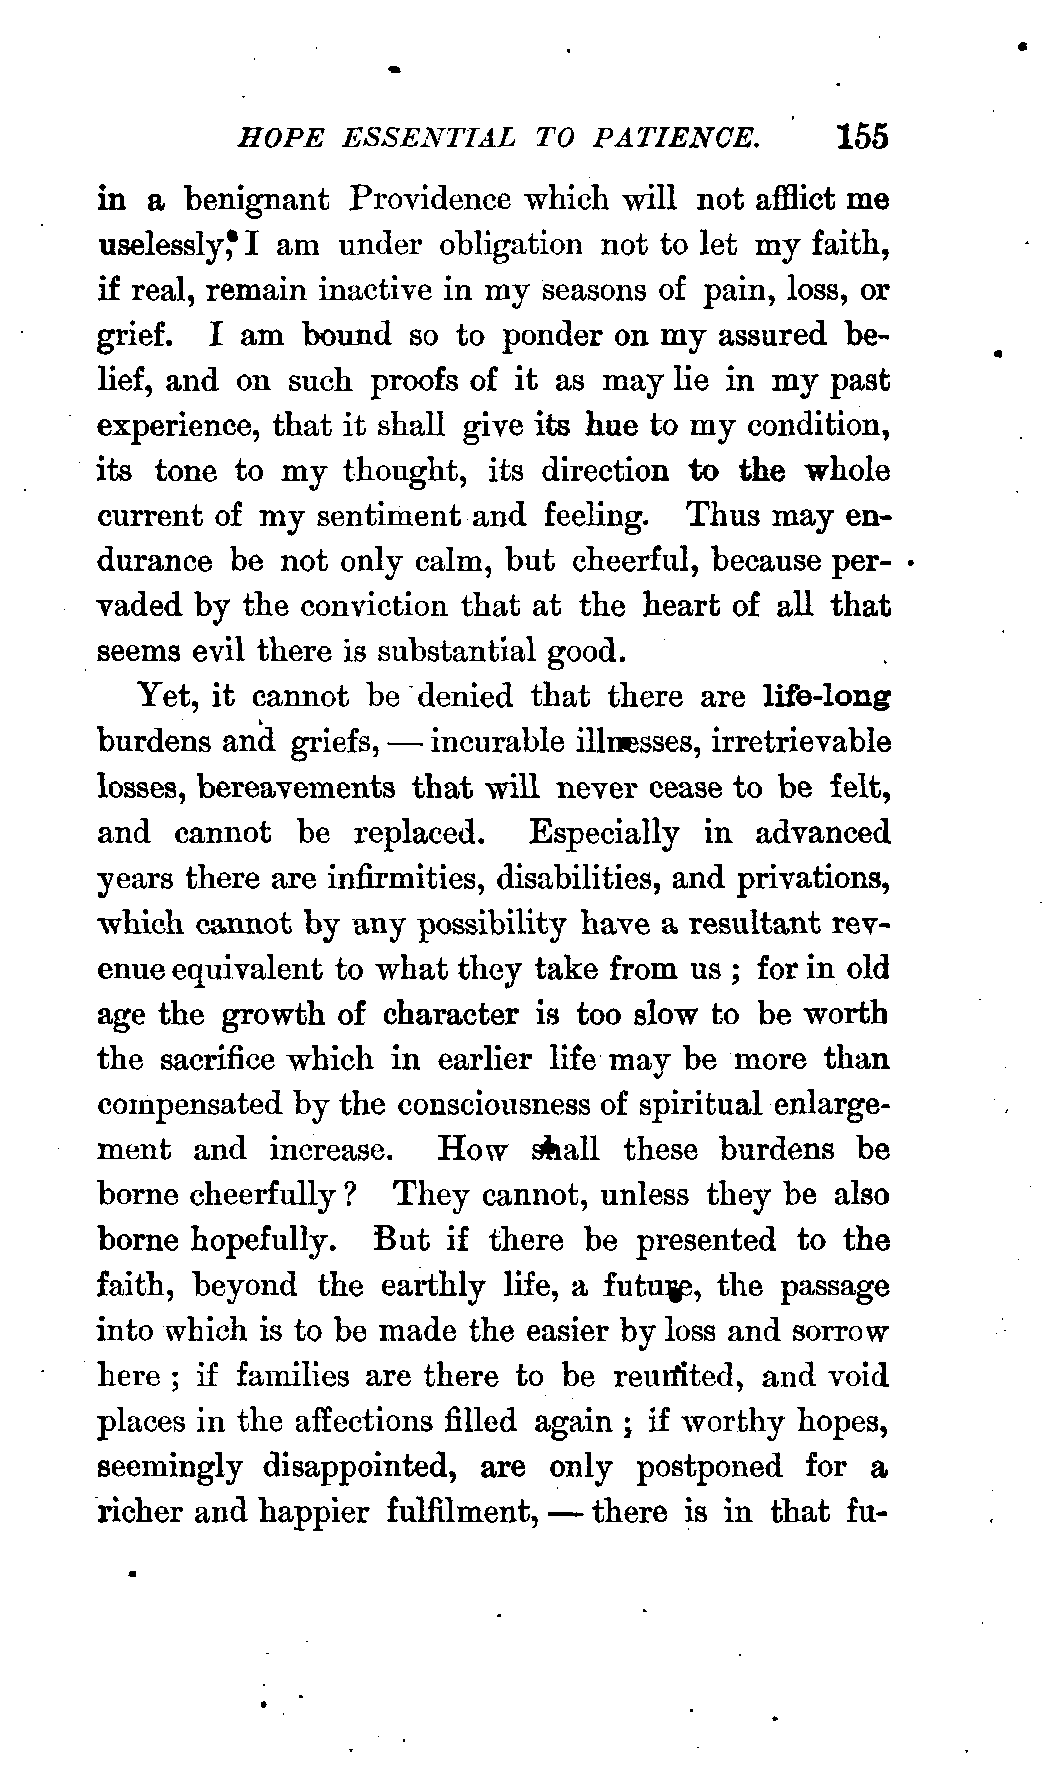 HOPE ESSENTIAL TO PATIENCE. 155
in a benignant Providence which will not afflict me
uselessly, I am under obligation not to let my faith,
if real, remain inactive in my seasons of pain, loss, or
grief. I am bound so to ponder on my assured be-
lief, and on such proofs of it as may lie in my past
experience, that it shall give its hue to my condition,
its tone to my thought, its direction to the whole
current of my sentiment and feeling. Thus may en-
durance be not only calm, but cheerful, because per-
vaded by the conviction that at the heart of all that
seems evil there is substantial good.
Yet, it cannot be denied that there are life-long
burdens and griefs, — incurable illnesses, irretrievable
losses, bereavements that will never cease to be felt,
and cannot be replaced. Especially in advanced
years there are infirmities, disabilities, and privations,
which cannot by any possibility have a resultant rev-
enue equivalent to what they take from us ; for in old
age the growth of character is too slow to be worth
the sacrifice which in earlier life may be more than
compensated by the consciousness of spiritual enlarge-
ment and increase. How shall these burdens be
borne cheerfully ? They cannot, unless they be also
borne hopefully. But if there be presented to the
faith, beyond the earthly life, a future, the passage
into which is to be made the easier by loss and sorrow
here ; if families are there to be reunited, and void
places in the affections filled again ; if worthy hopes,
seemingly disappointed, are only postponed for a
richer and happier fulfilment, — there is in that fu-